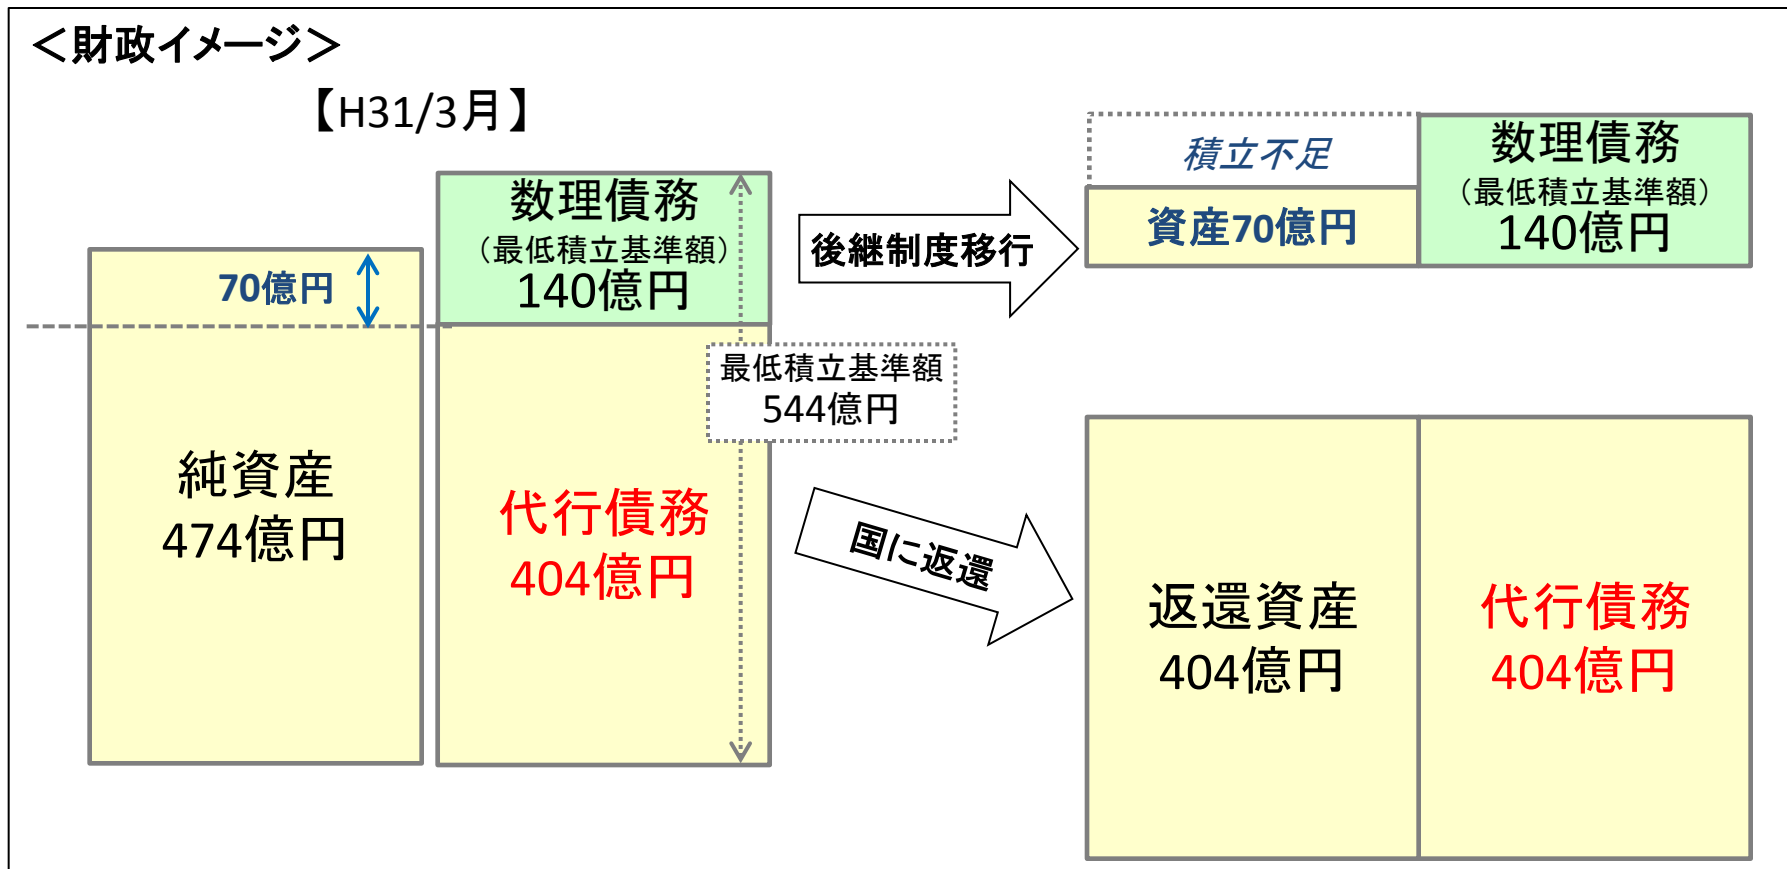 ＜財政イメージ＞
【H31/3月】
70億円
純資産
474億円
数理債務
（最低積立基準額）
140億円
最低積立基準額
544億円
代行債務
404億円
後継制度移行
国に返還
積立不足
資産70億円
数理債務
（最低積立基準額）
140億円
返還資産
404億円
代行債務
404億円